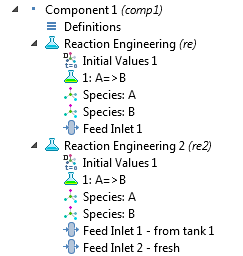 Component 1 (comp1)
Definitions
Reaction Engineering (re)
Initial Values 1
1: A=>B
Species: A
Species: B
Feed Inlet 1
Reaction Engineering 2 (re2)
Initial Values 1
1: A=>B
Species: A
Species: B
Feed Inlet 1 - from tank 1
Feed Inlet 2 - fresh